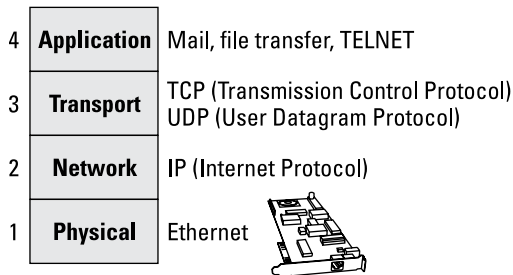 4 Application Mail, file transfer, TELNET
3 Transport TCP (Transmission Control Protocol)
UDP (User Datagram Protocol)
2 Network IP (Internet Protocol)
1 Physical Ethernet